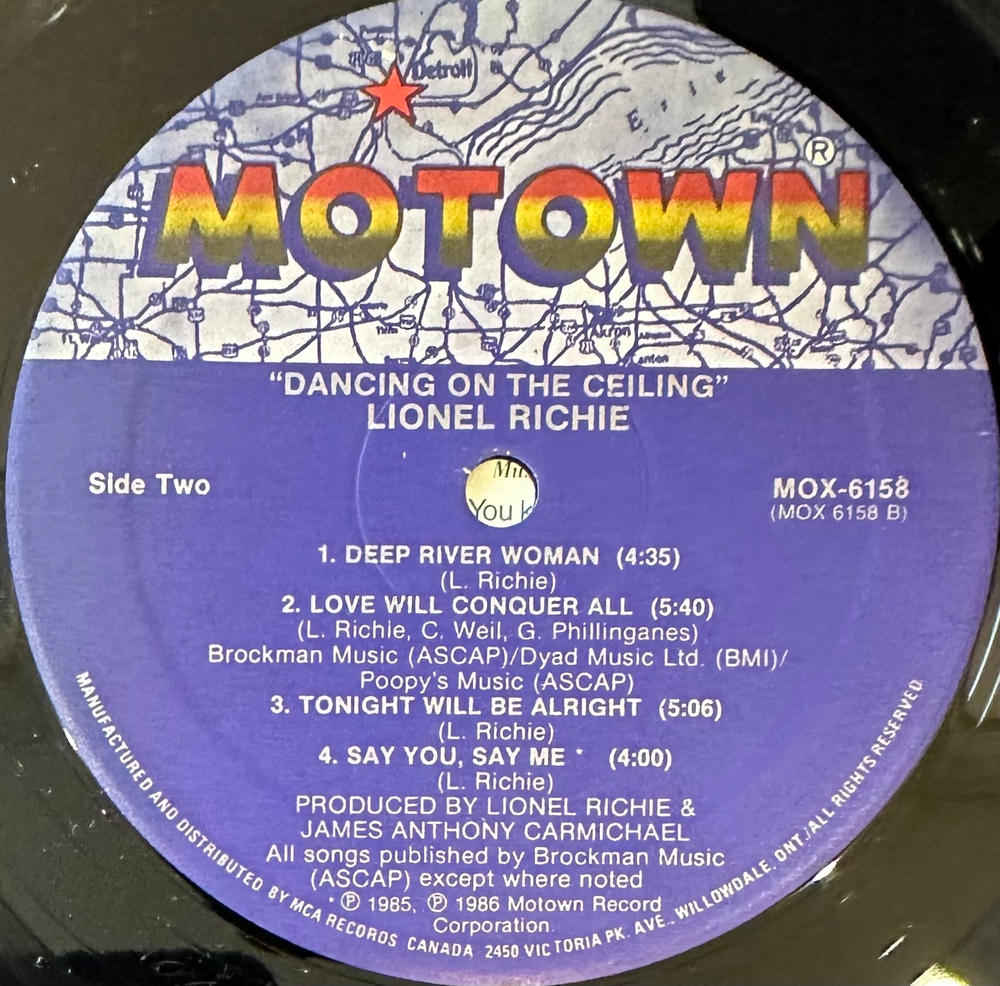 Detroit
Erie
MOTOWN®
Akron
Canton
"DANCING ON THE CEILING"
LIONEL RICHIE
Side Two
MOX-6158
(MOX 6158 B)
You
1. DEEP RIVER WOMAN (4:35)
(L. Richie)
2. LOVE WILL CONQUER ALL (5:40)
(L. Richie, C. Weil, G. Phillinganes)
Brockman Music (ASCAP)/Dyad Music Ltd. (BMI)/
Poopy's Music (ASCAP)
3. TONIGHT WILL BE ALRIGHT (5:06)
(L. Richie)
4. SAY YOU, SAY ME * (4:00)
(L. Richie)
PRODUCED BY LIONEL RICHIE &
JAMES ANTHONY CARMICHAEL
All songs published by Brockman Music
(ASCAP) except where noted
* ℗ 1985, ℗ 1986 Motown Record
Corporation.
MANUFACTURED AND DISTRIBUTED BY MCA RECORDS CANADA 2450 VICTORIA PK. AVE., WILLOWDALE, ONT./ALL RIGHTS RESERVED